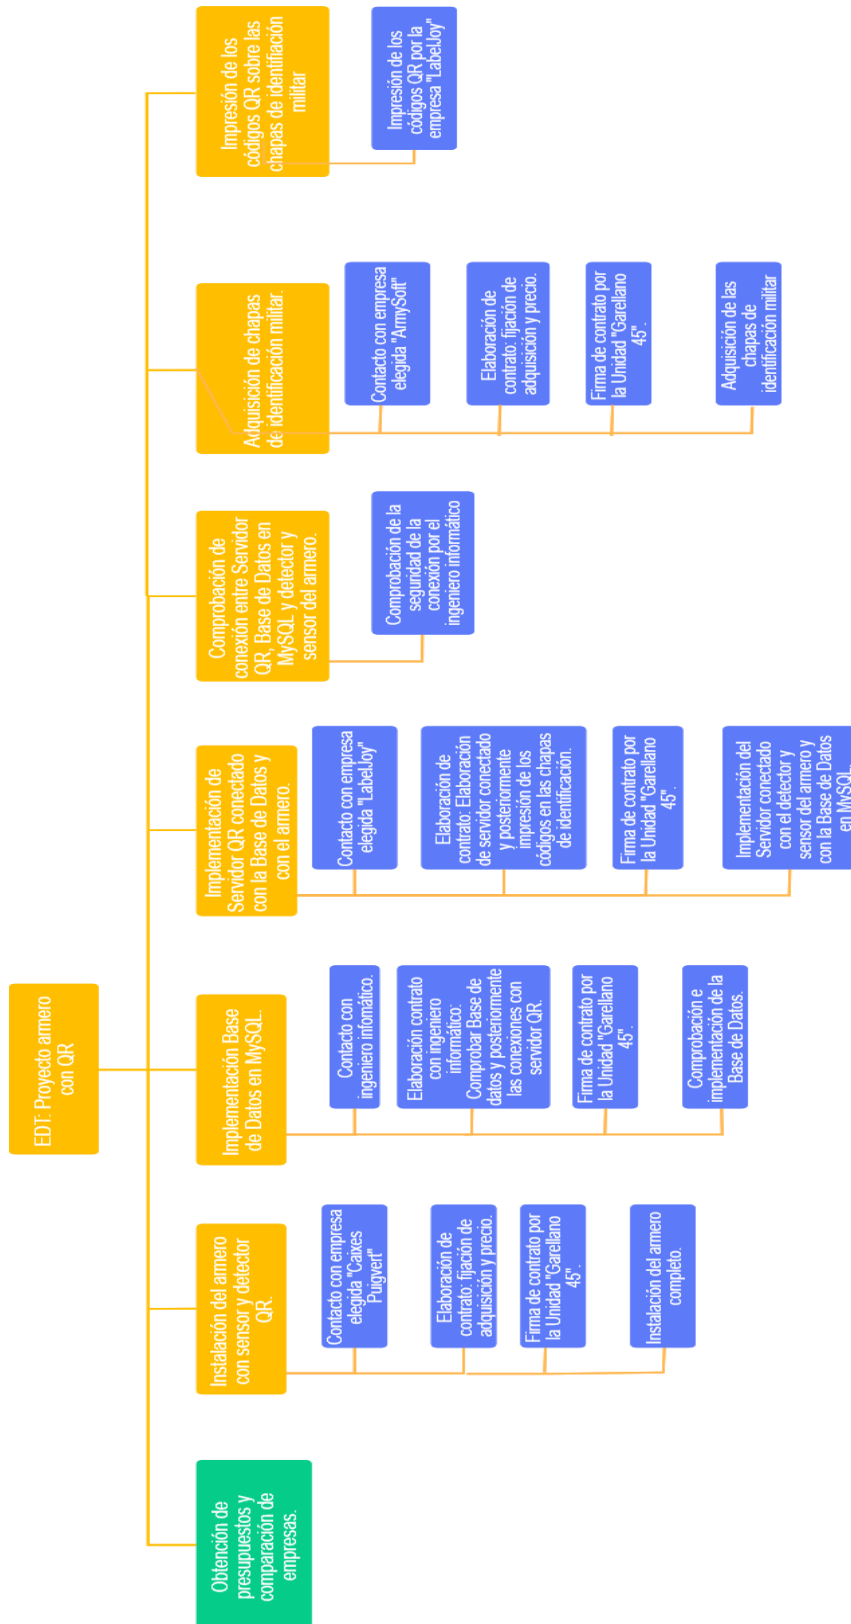 EDT: Proyecto armero
con QR
Obtención de
presupuestos y
comparación de
empresas.
Instalación del armero
con sensor y detector
QR.
Contacto con empresa
elegida "Caixes
Puigvert"
Elaboración de
contrato: fijación de
adquisición y precio.
Firma de contrato por
la Unidad "Garellano
45".
Instalación del armero
completo.
Implementación Base
de Datos en MySQL.
Contacto con
ingeniero infomático.
Elaboración contrato
con ingeniero
informático:
Comprobar Base de
datos y posteriormente
las conexiones con
servidor QR.
Firma de contrato por
la Unidad "Garellano
45".
Comprobación e
implementación de la
Base de Datos.
Implementación de
Servidor QR conectado
con la Base de Datos y
con el armero.
Contacto con empresa
elegida "LabelJoy"
Elaboración de
contrato: Elaboración
de servidor conectado
y posteriormente
impresión de los
códigos en las chapas
de identificación.
Firma de contrato por
la Unidad "Garellano
45".
Implementación del
Servidor conectado
con el detector y
sensor del armero y
con la Base de Datos
en MySQL.
Comprobación de
conexión entre Servidor
QR, Base de Datos en
MySQL y detector y
sensor del armero.
Comprobación de la
seguridad de la
conexión por el
ingeniero informático
Adquisición de chapas
de identificación militar.
Contacto con empresa
elegida "ArmySoft"
Elaboración de
contrato: fijación de
adquisición y precio.
Firma de contrato por
la Unidad "Garellano
45".
Adquisición de las
chapas de
identificación militar
Impresión de los
códigos QR sobre las
chapas de identifiación
militar
Impresión de los
códigos QR por la
empresa "LabelJoy"